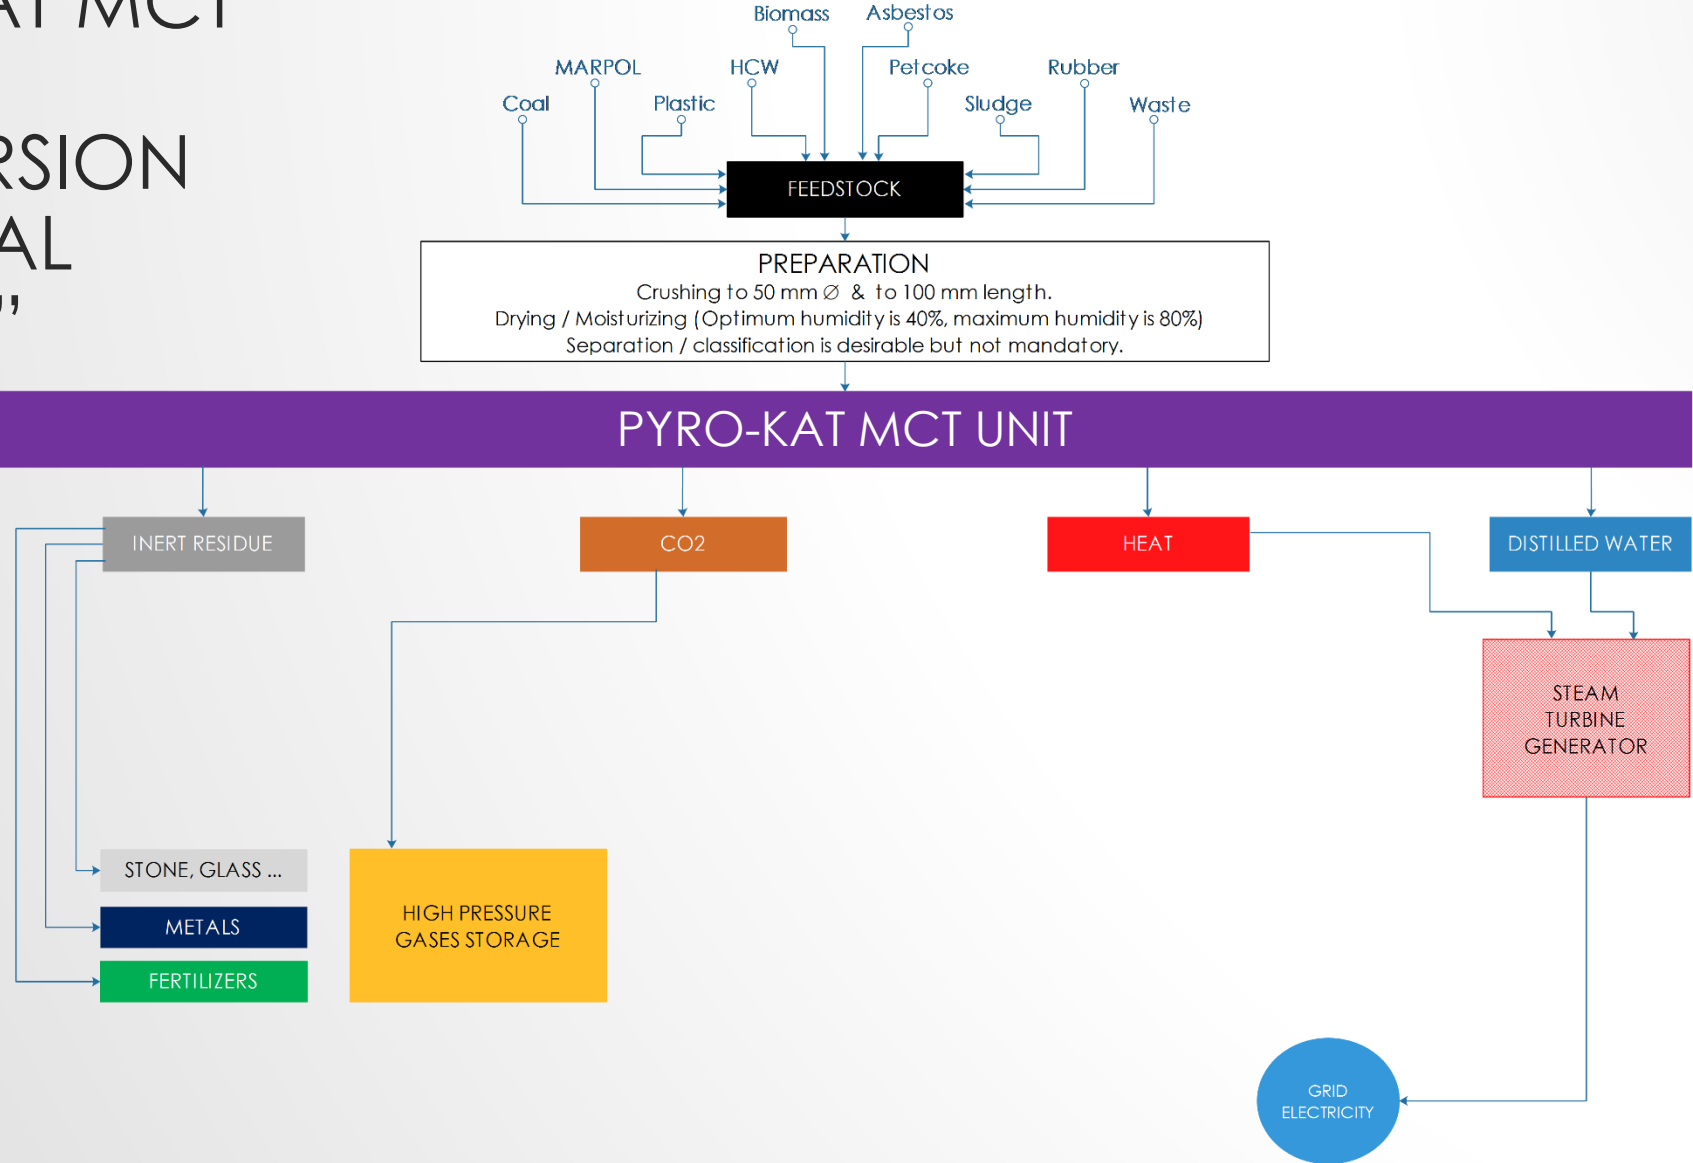 AT MCT
RSION
AL
”
Biomass
Asbestos
MARPOL
HCW
Petcoke
Rubber
Coal
Plastic
Sludge
Waste
FEEDSTOCK
PREPARATION
Crushing to 50 mm ∅ & to 100 mm length.
Drying / Moisturizing (Optimum humidity is 40%, maximum humidity is 80%)
Separation / classification is desirable but not mandatory.
PYRO-KAT MCT UNIT
INERT RESIDUE
CO2
HEAT
DISTILLED WATER
STEAM
TURBINE
GENERATOR
STONE, GLASS ...
METALS
FERTILIZERS
HIGH PRESSURE
GASES STORAGE
GRID
ELECTRICITY